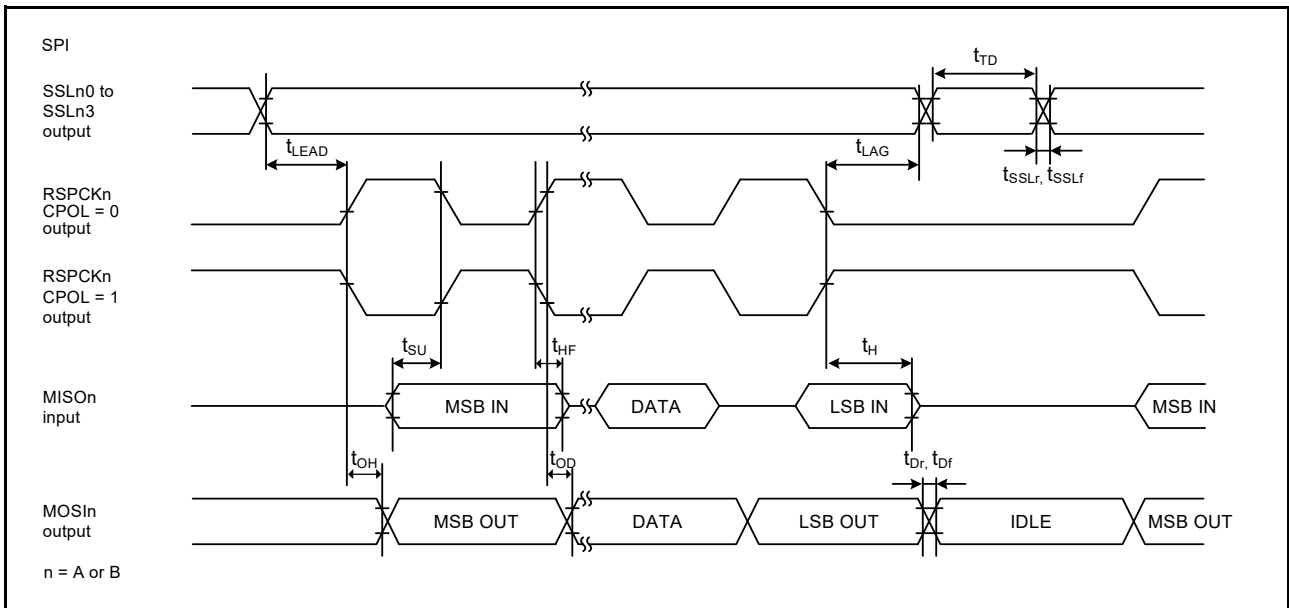 SPI
SSLn0 to
SSLn3
output
tTD
tLEAD
tLAG
tSSLr, tSSLf
RSPCKn
CPOL = 0
output
RSPCKn
CPOL = 1
output
tSU
tHF
tH
MISOn
input
MSB IN
DATA
LSB IN
MSB IN
tOH
tOD
tDr, tDf
MOSIn
output
MSB OUT
DATA
LSB OUT
IDLE
MSB OUT
n = A or B